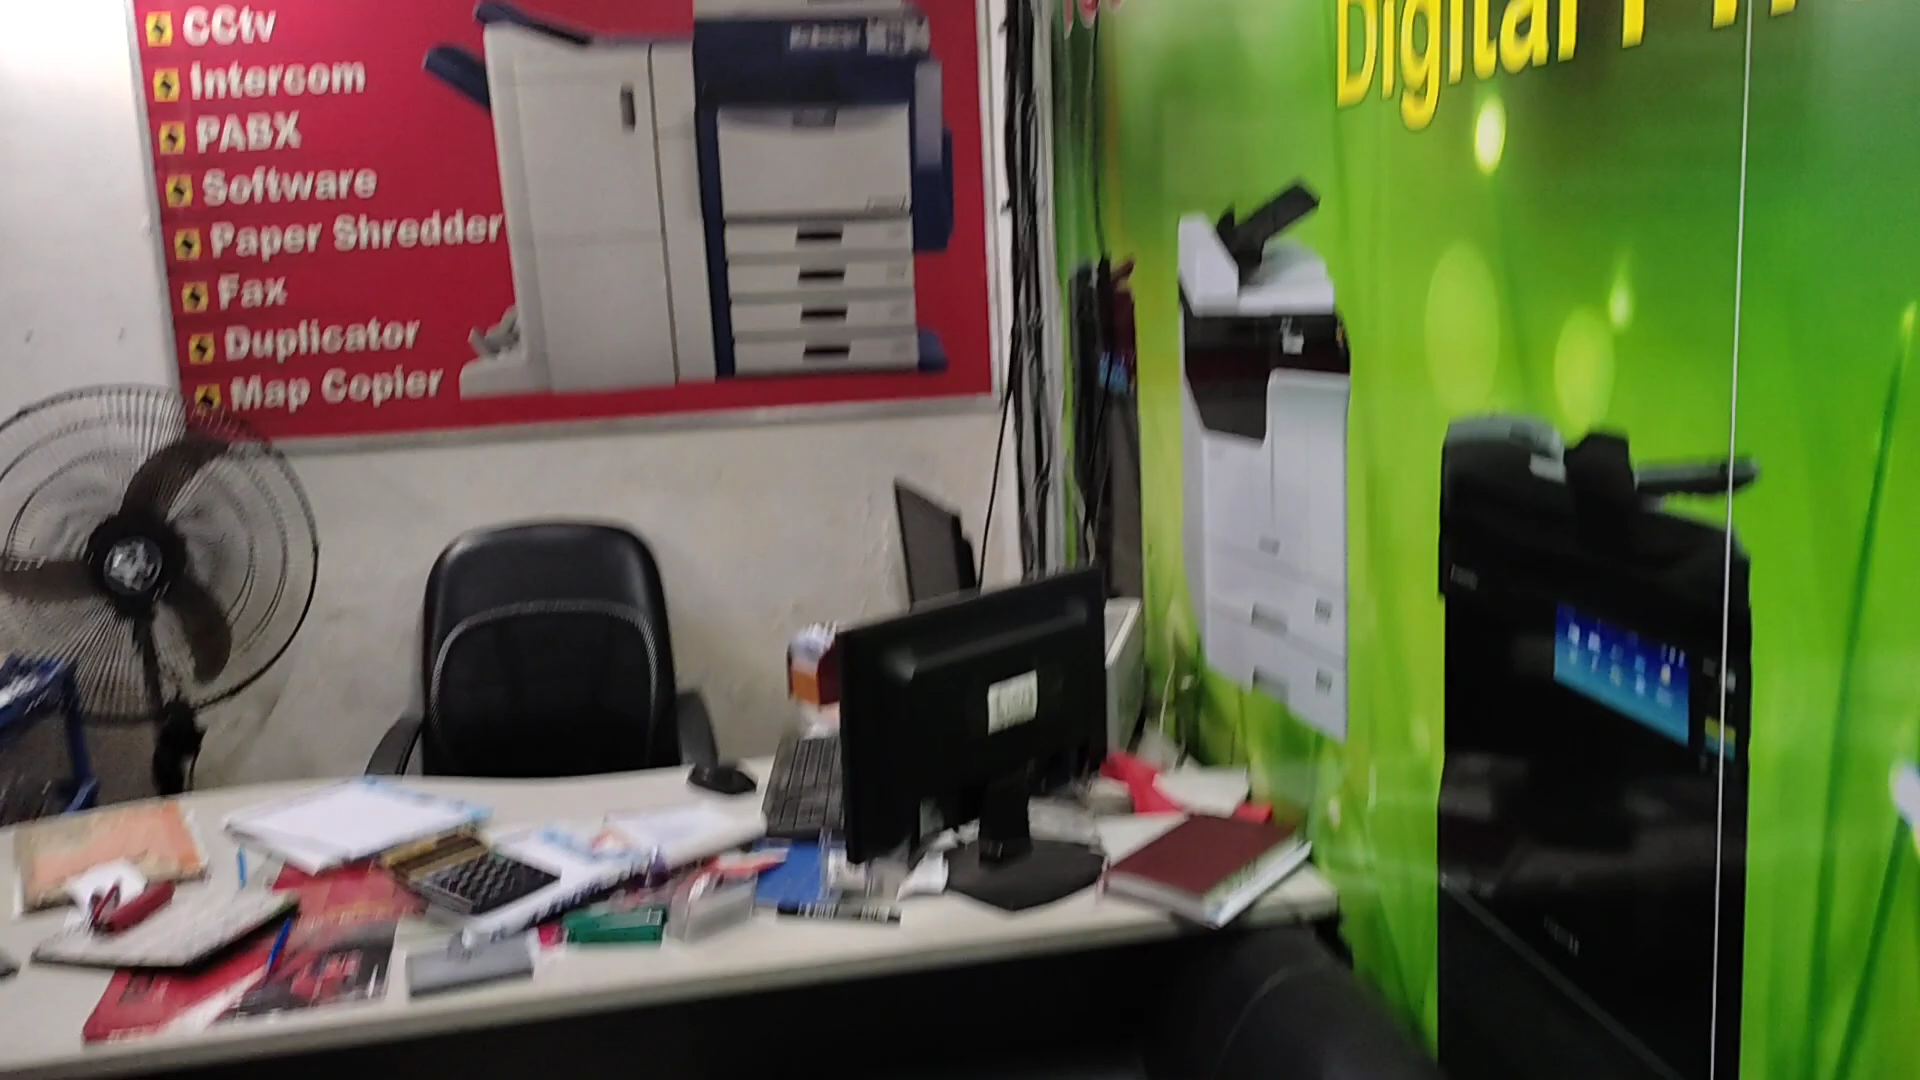 CCtv
Intercom
PABX
Software
Paper Shredder
Fax
Duplicator
Map Copier
Digital